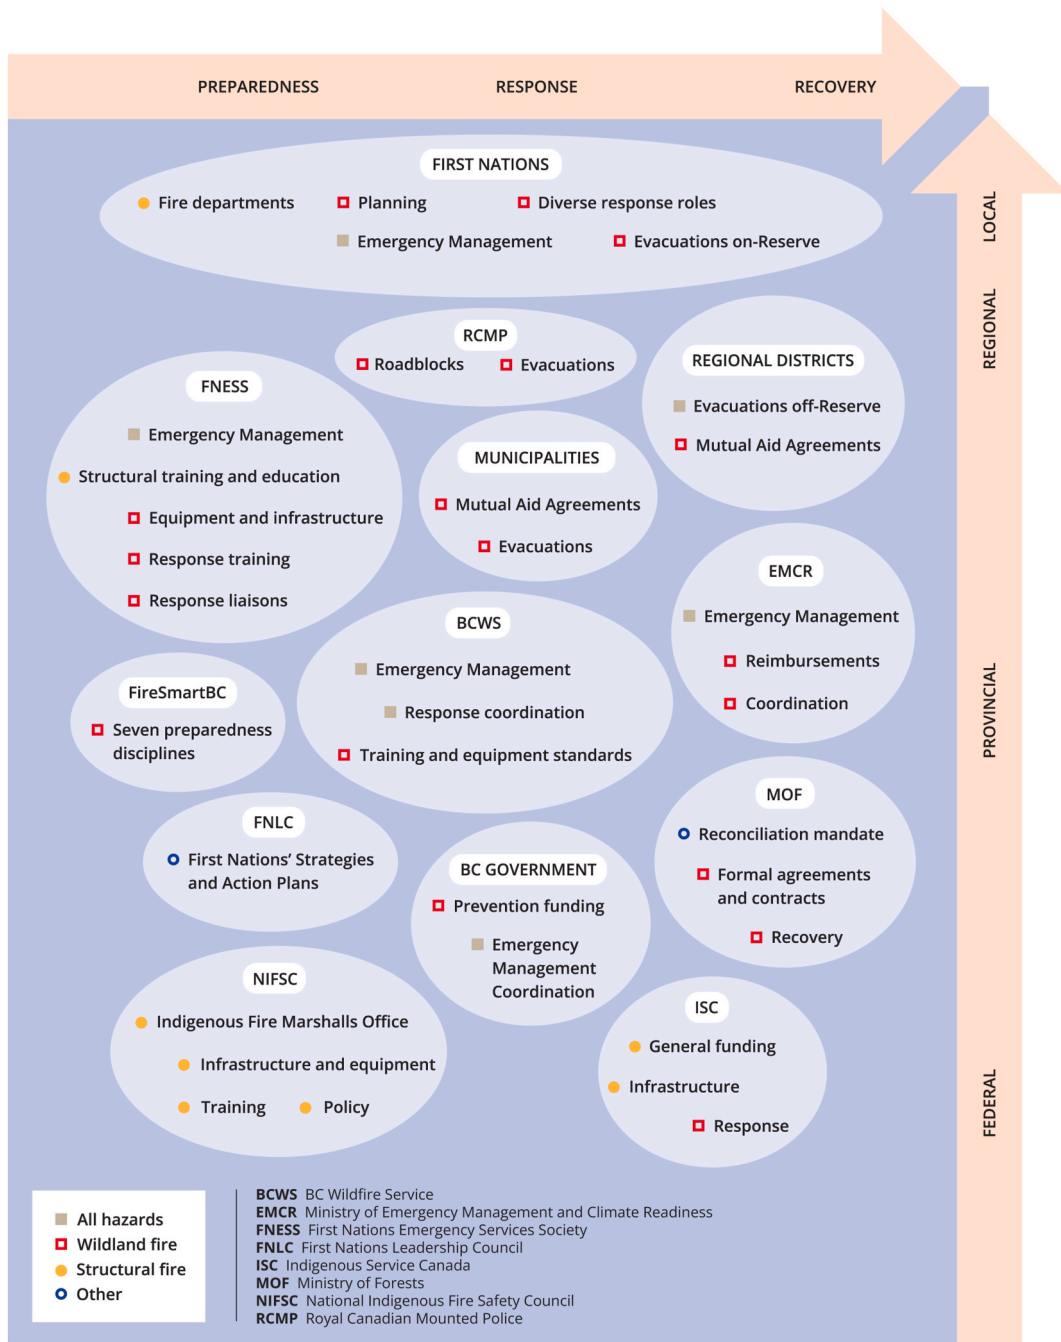 PREPAREDNESS RESPONSE RECOVERY
LOCAL
REGIONAL
PROVINCIAL
FEDERAL
FIRST NATIONS
Fire departments Planning Diverse response roles
Emergency Management Evacuations on-Reserve
RCMP
Roadblocks Evacuations
REGIONAL DISTRICTS
Evacuations off-Reserve
Mutual Aid Agreements
FNESS
Emergency Management
Structural training and education
Equipment and infrastructure
Response training
Response liaisons
MUNICIPALITIES
Mutual Aid Agreements
Evacuations
EMCR
Emergency Management
Reimbursements
Coordination
BCWS
Emergency Management
Response coordination
Training and equipment standards
FireSmartBC
Seven preparedness
disciplines
MOF
Reconciliation mandate
Formal agreements
and contracts
Recovery
FNLC
First Nations’ Strategies
and Action Plans
BC GOVERNMENT
Prevention funding
Emergency
Management
Coordination
NIFSC
Indigenous Fire Marshalls Office
Infrastructure and equipment
Training Policy
ISC
General funding
Infrastructure
Response
All hazards
Wildland fire
Structural fire
Other
BCWS BC Wildfire Service
EMCR Ministry of Emergency Management and Climate Readiness
FNESS First Nations Emergency Services Society
FNLC First Nations Leadership Council
ISC Indigenous Service Canada
MOF Ministry of Forests
NIFSC National Indigenous Fire Safety Council
RCMP Royal Canadian Mounted Police